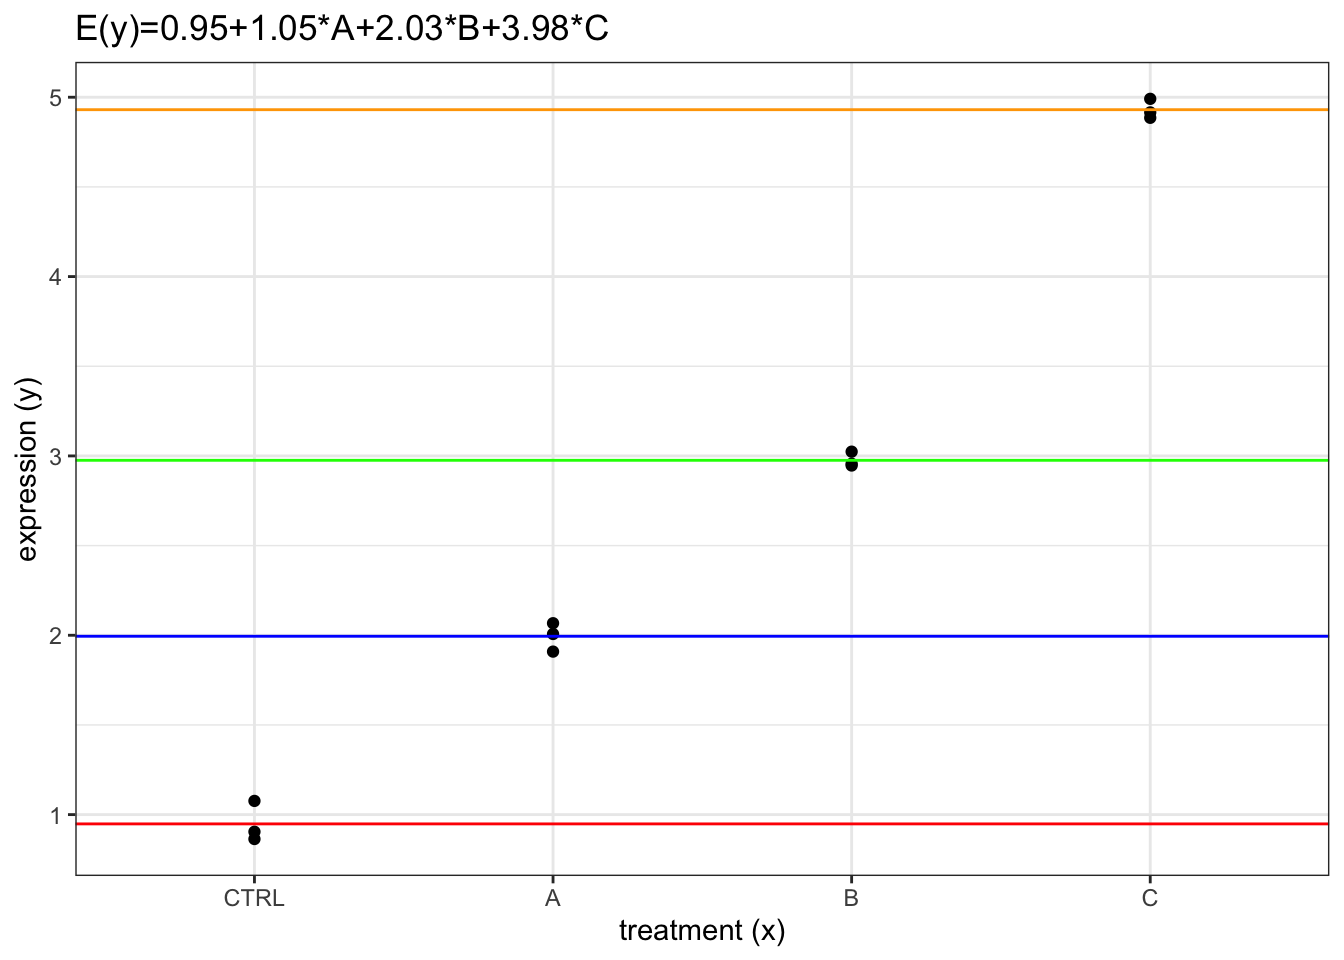 E(y)=0.95+1.05*A+2.03*B+3.98*C
5
4
3
2
1
expression (y)
CTRL A B C
treatment (x)